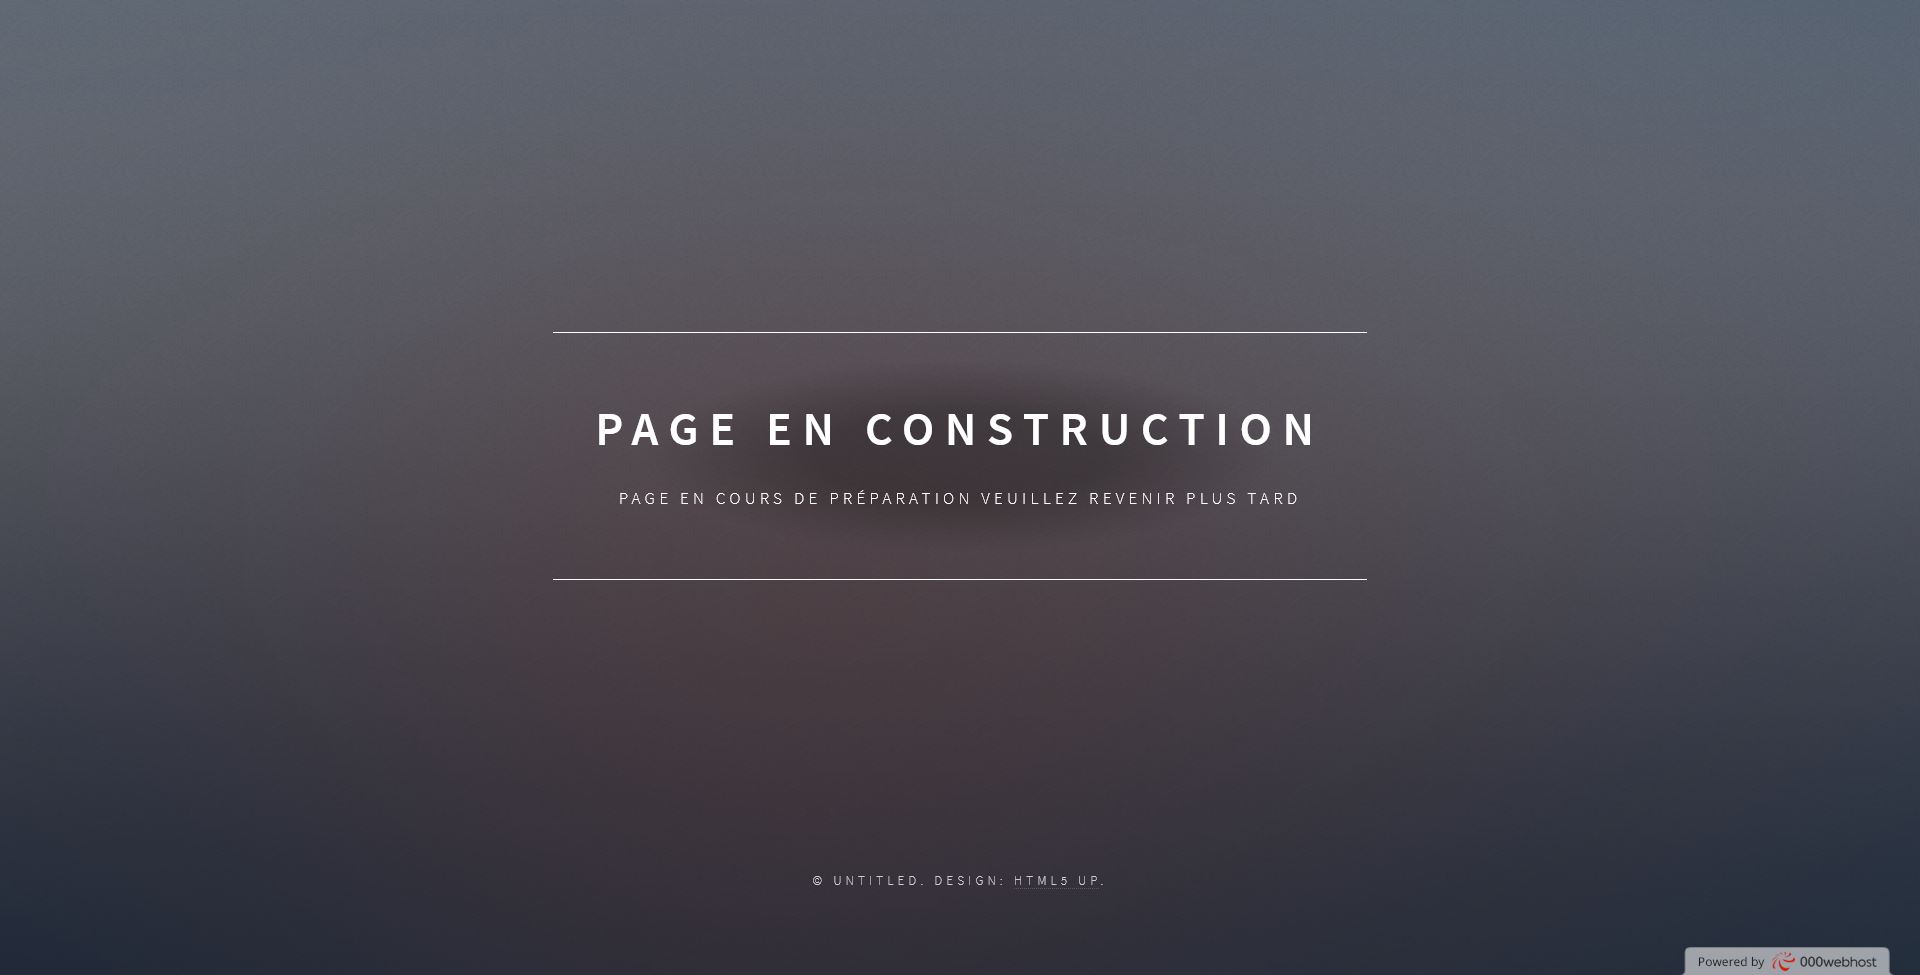 PAGE EN CONSTRUCTION
PAGE EN COURS DE PRÉPARATION VEUILLEZ REVENIR PLUS TARD
© UNTITLED. DESIGN: HTML5 UP.
Powered by 000webhost